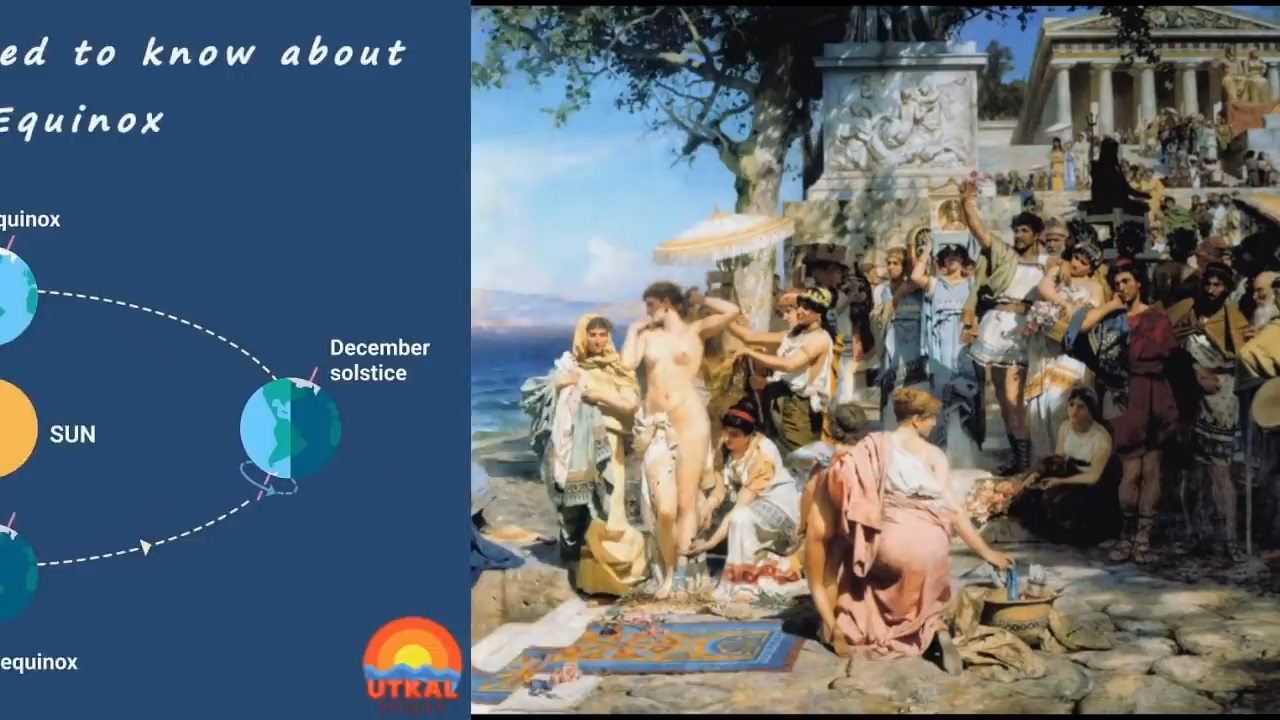 ed to know about
Equinox
quinox
December
solstice
SUN
equinox
UTKAL